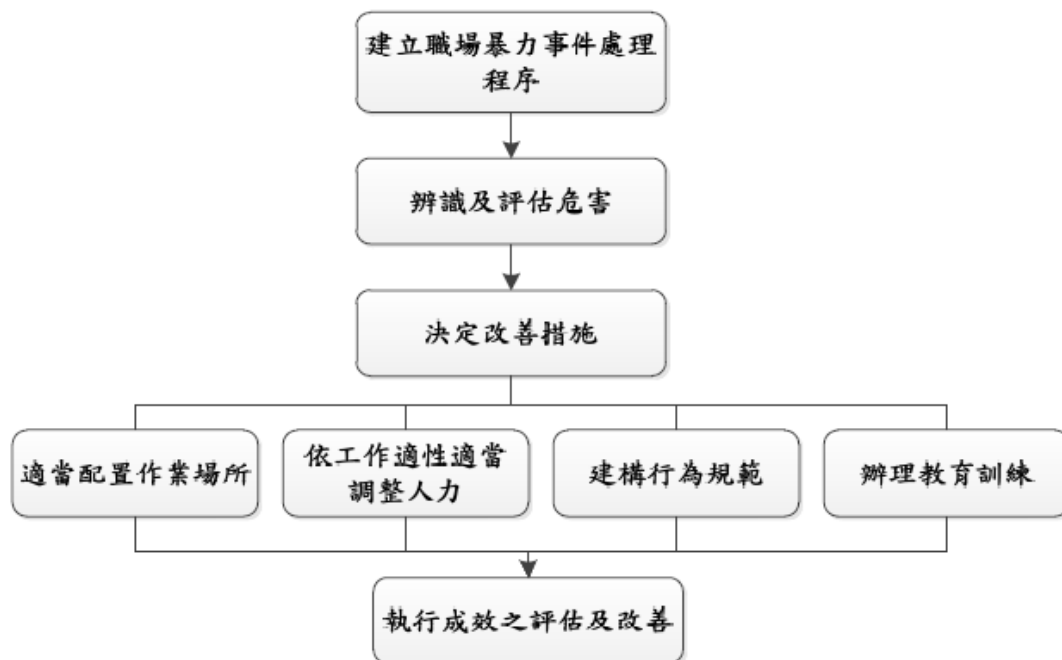 建立職場暴力事件處理
程序
辨識及評估危害
決定改善措施
適當配置作業場所
依工作適性適當
調整人力
建構行為規範
辦理教育訓練
執行成效之評估及改善